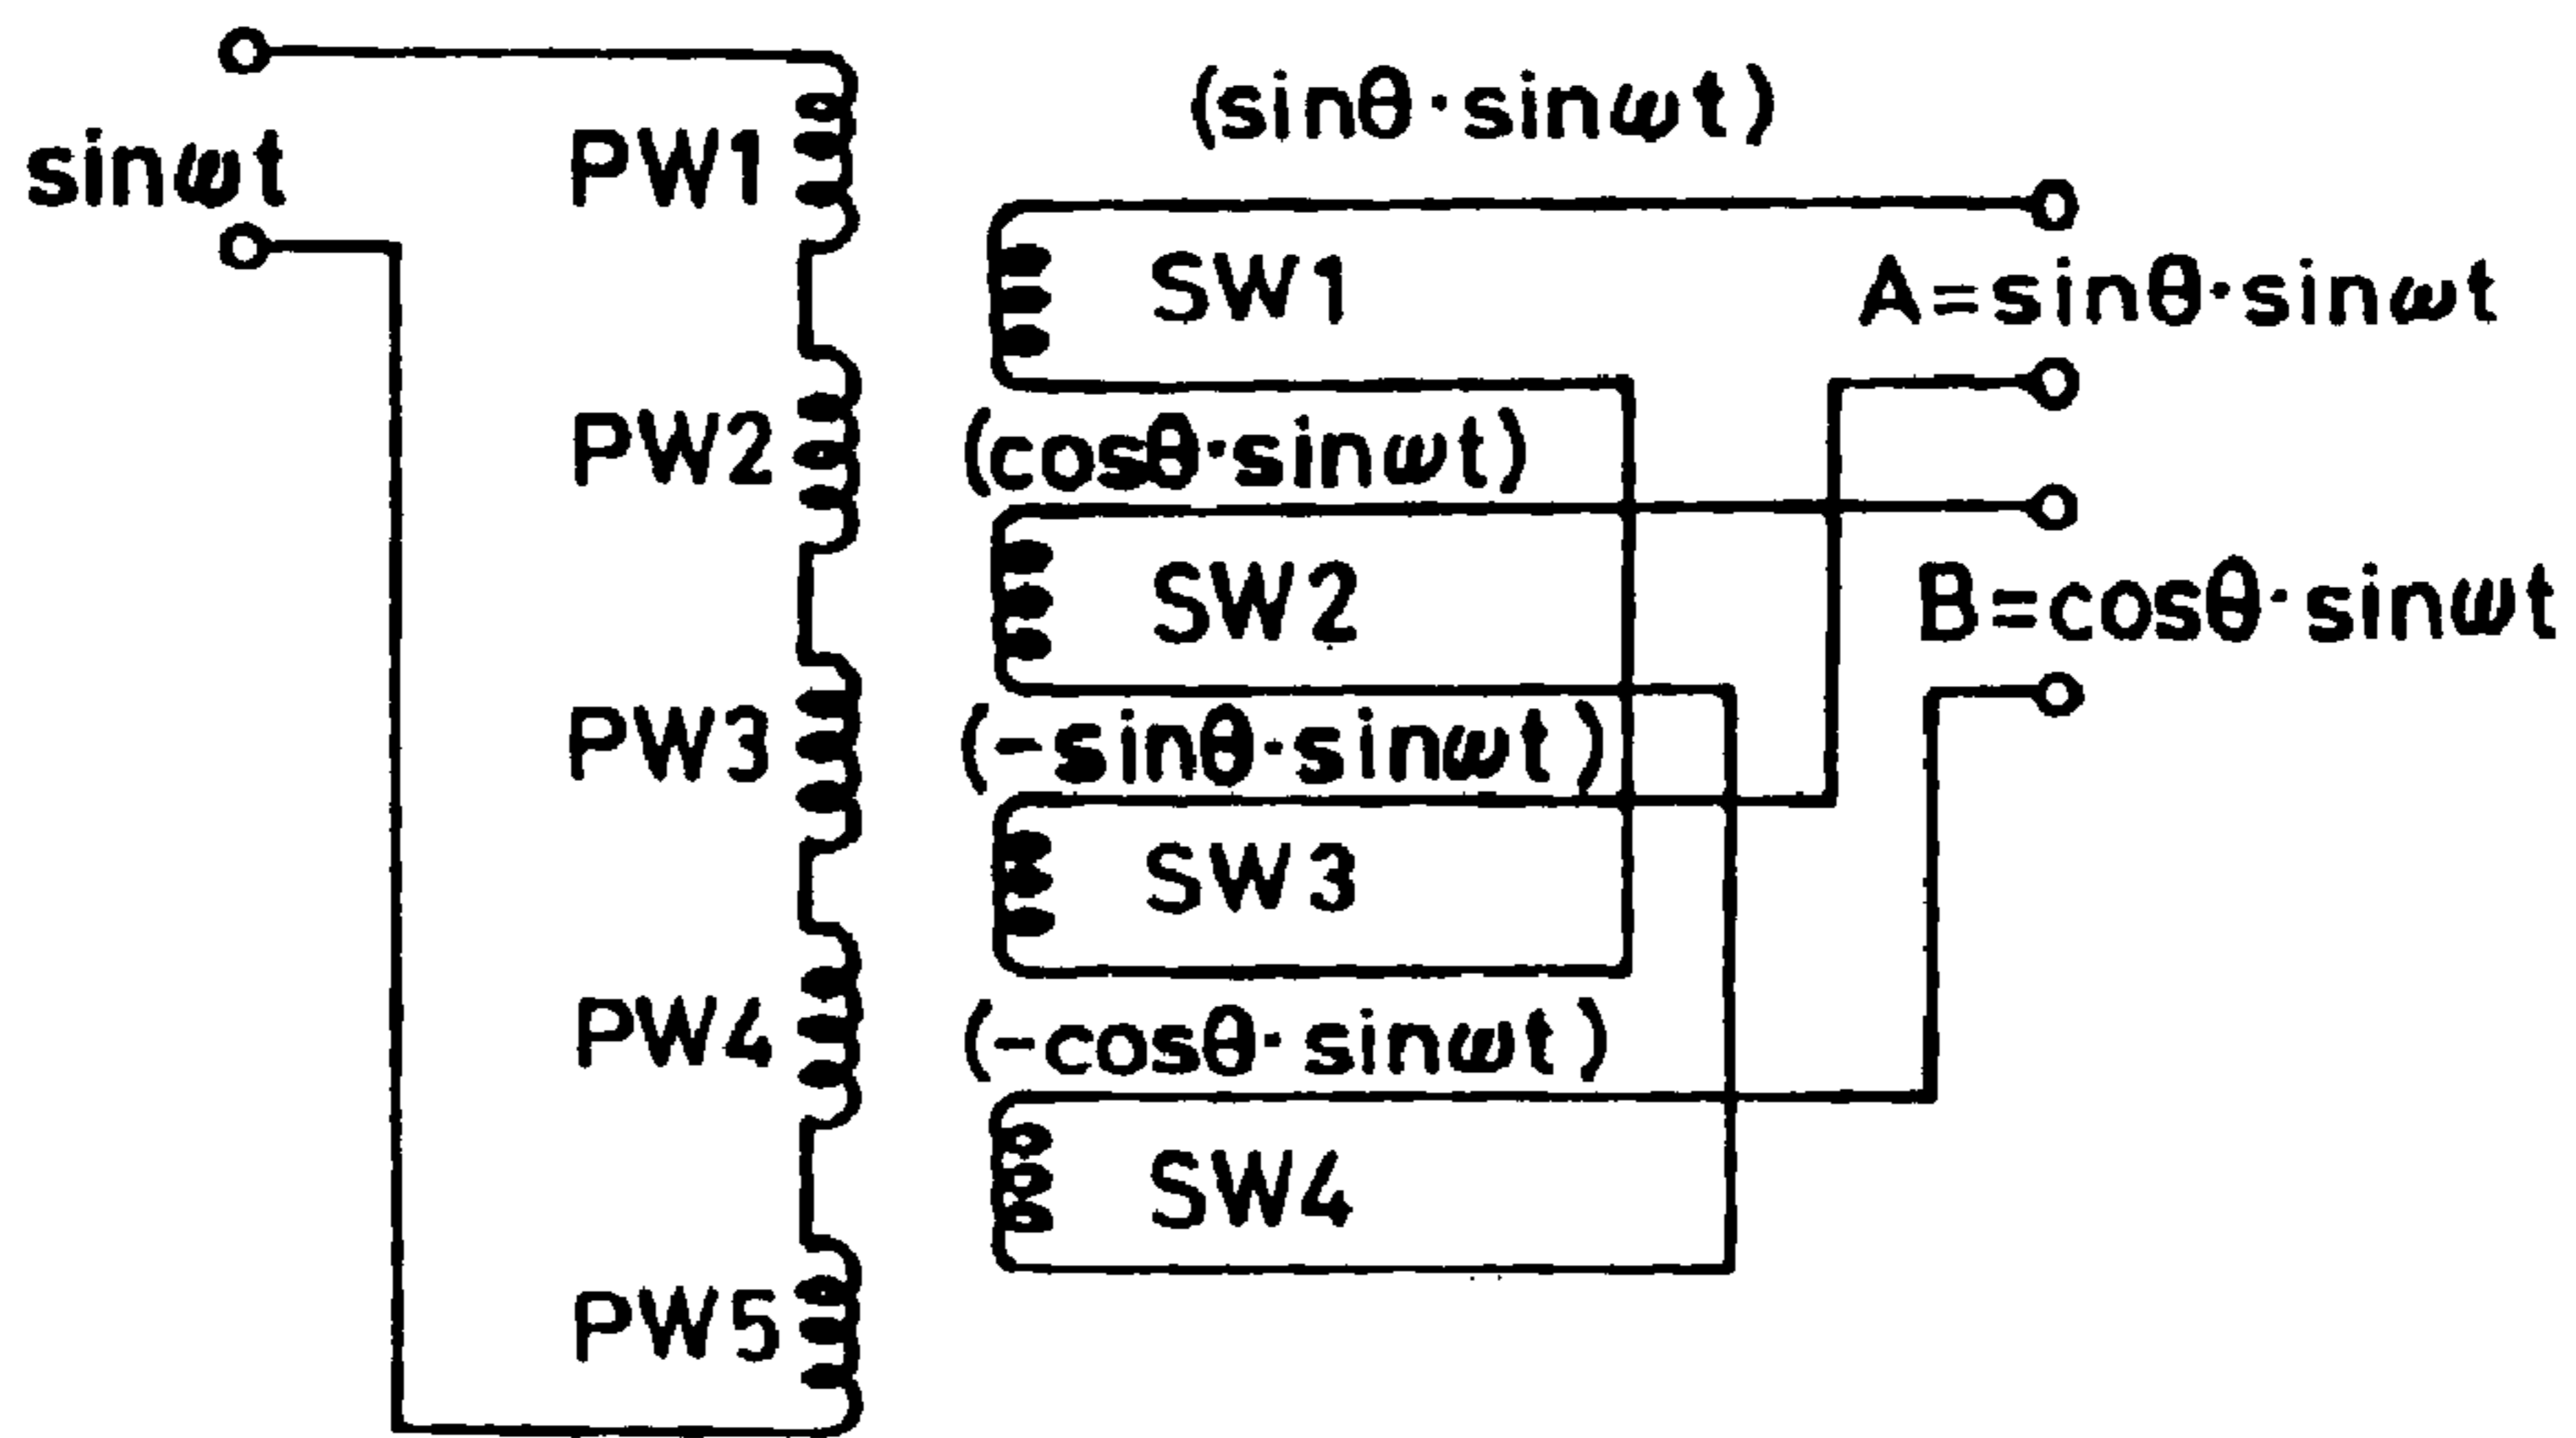 sinωt
PW1
PW2
PW3
PW4
PW5
(sinθ·sinωt)
SW1
(cosθ·sinωt)
SW2
(-sinθ·sinωt)
SW3
(-cosθ·sinωt)
SW4
A=sinθ·sinωt
B=cosθ·sinωt